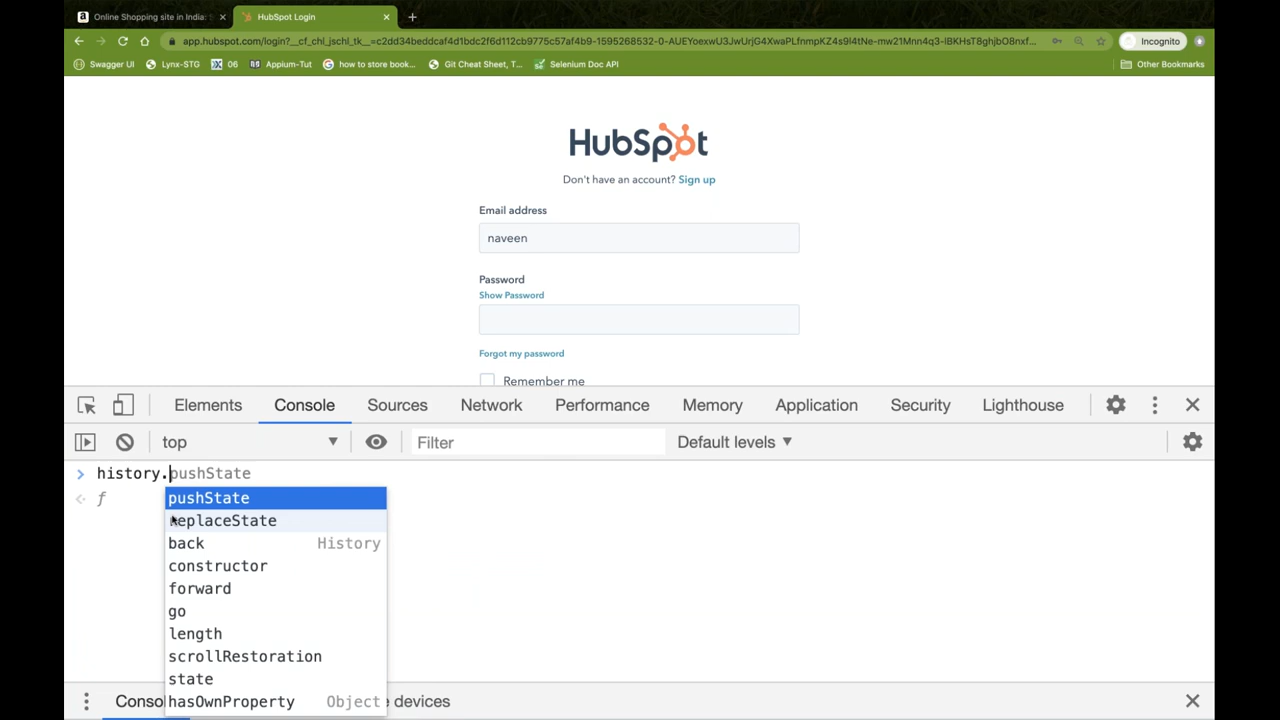 Online Shopping site in India:
HubSpot Login
app.hubspot.com/login?__cf_chl_jschl_tk__=c2dd34beddcaf4d1bdc2f6d112cb9775c57af4b9-1595268532-0-AUEYoexwU3JwUrjG4XwaPLfnmpKZ4s9l4tNe-mw21Mnn4q3-lBKHsT8ghjbO8nxf...
Incognito
Swagger UI
Lynx-STG
06
Appium-Tut
how to store book...
Git Cheat Sheet, T...
Selenium Doc API
Other Bookmarks
HubSpot
Don't have an account? Sign up
Email address
naveen
Password
Show Password
Forgot my password
Remember me
Elements
Console
Sources
Network
Performance
Memory
Application
Security
Lighthouse
top
Filter
Default levels
history.pushState
f
pushState
replaceState
back History
constructor
forward
go
length
scrollRestoration
state
hasOwnProperty Object
Consol
e devices